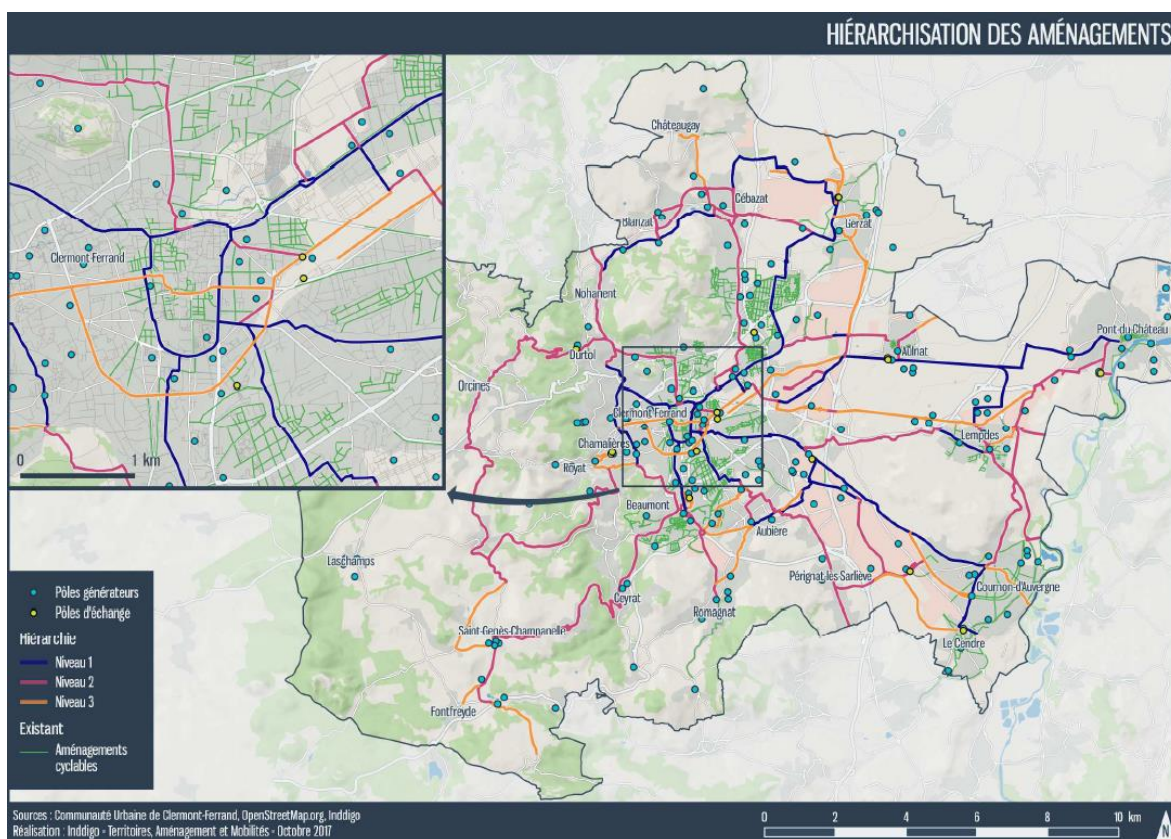 HIÉRARCHISATION DES AMÉNAGEMENTS
Clermont Ferrand
0 1 km
Châteaugay
Cébazat
Blanzat
Gerzat
Nohanent
Durtol
Aulnat
Pont-du-Château
Orcines
Clermont Ferrand
Chamalières
Royat
Lempdes
Beaumont
Aubière
Laschamps
Pérignat-lès-Sarliève
Cournon-d'Auvergne
Ceyrat
Romagnat
Saint-Genès-Champanelle
Le Cendre
Fontfreyde
Pôles générateurs
Pôles d'échange
Hiérarchie
Niveau 1
Niveau 2
Niveau 3
Existant
Aménagements
cyclables
Sources : Communauté Urbaine de Clermont-Ferrand, OpenStreetMap.org, Inddigo
Réalisation : Inddigo - Territoires, Aménagement et Mobilités - Octobre 2017
0 2 4 6 8 10 km
N